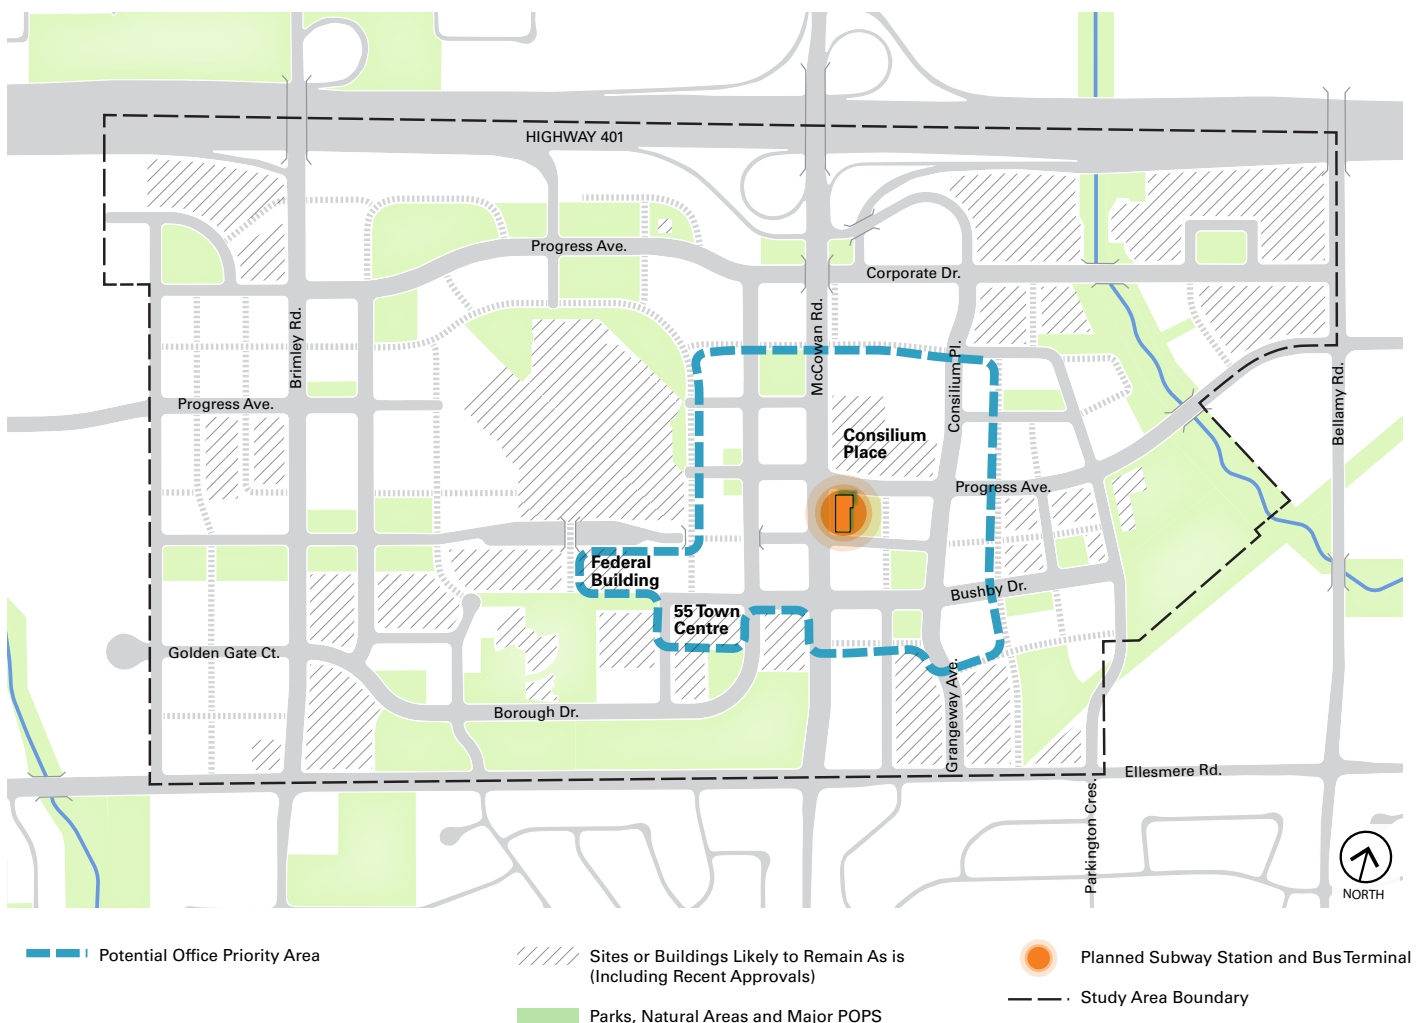 HIGHWAY 401
Progress Ave.
Corporate Dr.
Brimley Rd.
McCowan Rd.
Consilium Pl.
Bellamy Rd.
Progress Ave.
Consilium
Place
Progress Ave.
Federal
Building
Bushby Dr.
55 Town
Centre
Golden Gate Ct.
Grangeway Ave.
Borough Dr.
Ellesmere Rd.
Parkington Cres.
NORTH
Potential Office Priority Area
Sites or Buildings Likely to Remain As is
(Including Recent Approvals)
Parks, Natural Areas and Major POPS
Planned Subway Station and Bus Terminal
Study Area Boundary